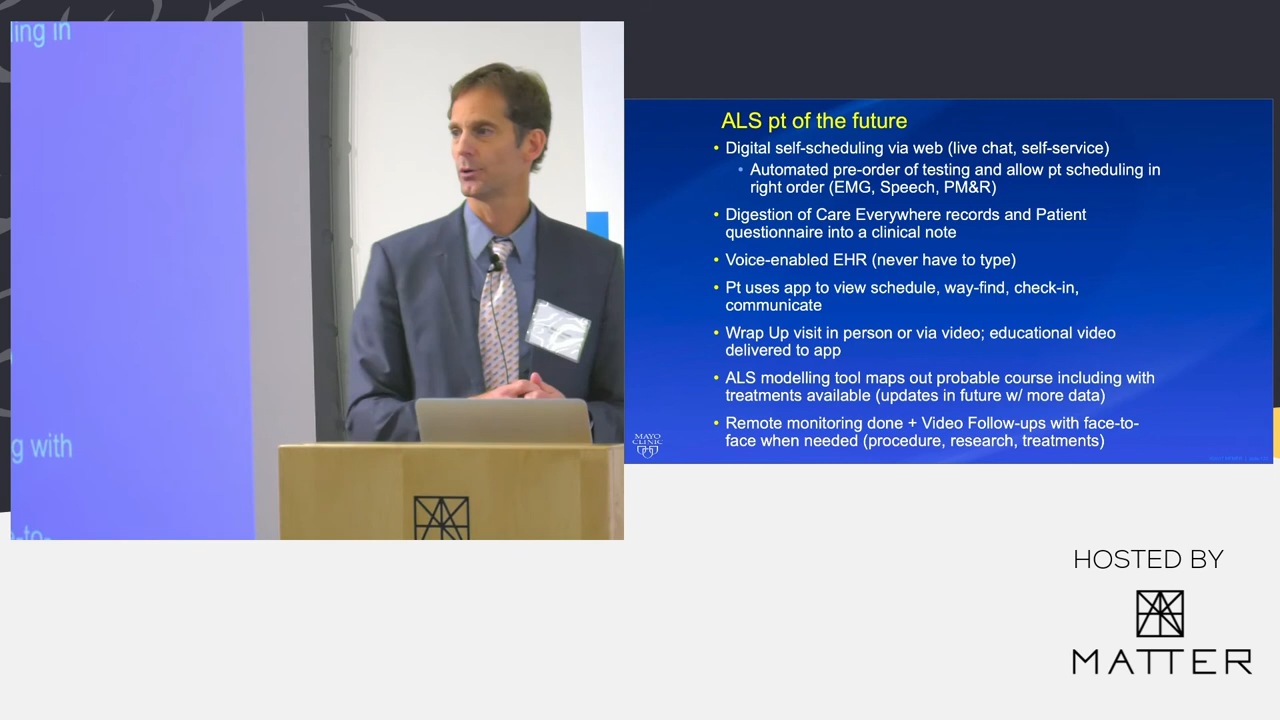 ling in
g with
e-to-
ALS pt of the future
• Digital self-scheduling via web (live chat, self-service)
• Automated pre-order of testing and allow pt scheduling in
right order (EMG, Speech, PM&R)
• Digestion of Care Everywhere records and Patient
questionnaire into a clinical note
• Voice-enabled EHR (never have to type)
• Pt uses app to view schedule, way-find, check-in,
communicate
• Wrap Up visit in person or via video; educational video
delivered to app
• ALS modelling tool maps out probable course including with
treatments available (updates in future w/ more data)
• Remote monitoring done + Video Follow-ups with face-to-
face when needed (procedure, research, treatments)
MAYO
CLINIC
HOSTED BY
MATTER